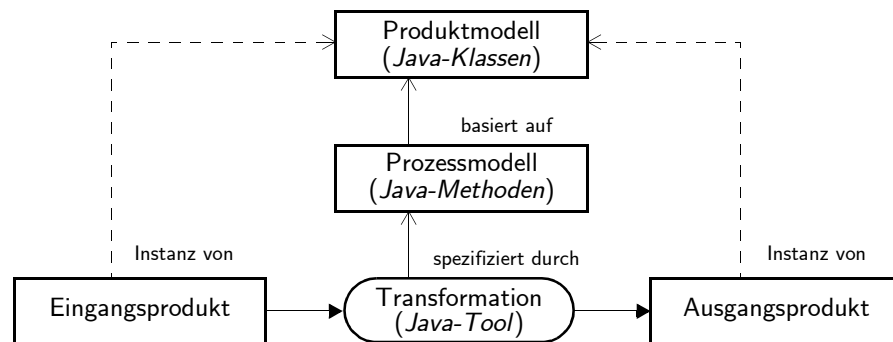 Produktmodell
(Java-Klassen)
basiert auf
Prozessmodell
(Java-Methoden)
Instanz von
spezifiziert durch
Instanz von
Eingangsprodukt
Transformation
(Java-Tool)
Ausgangsprodukt